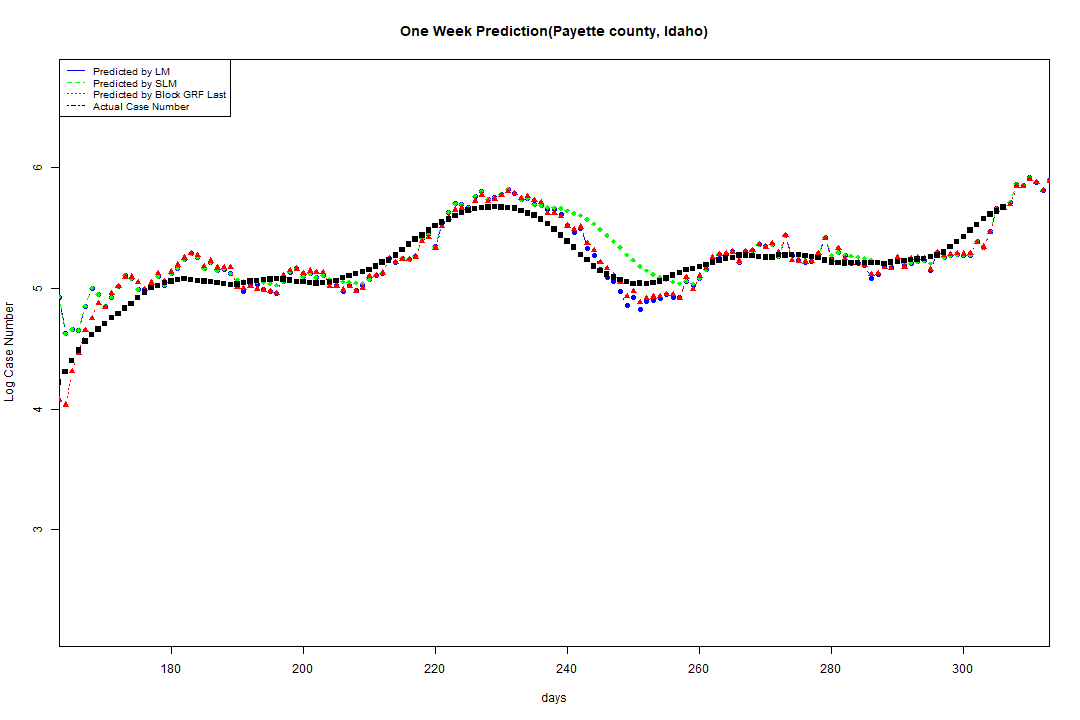 One Week Prediction(Payette county, Idaho)
Predicted by LM
Predicted by SLM
Predicted by Block GRF Last
Actual Case Number
6
5
4
3
Log Case Number
180 200 220 240 260 280 300
days